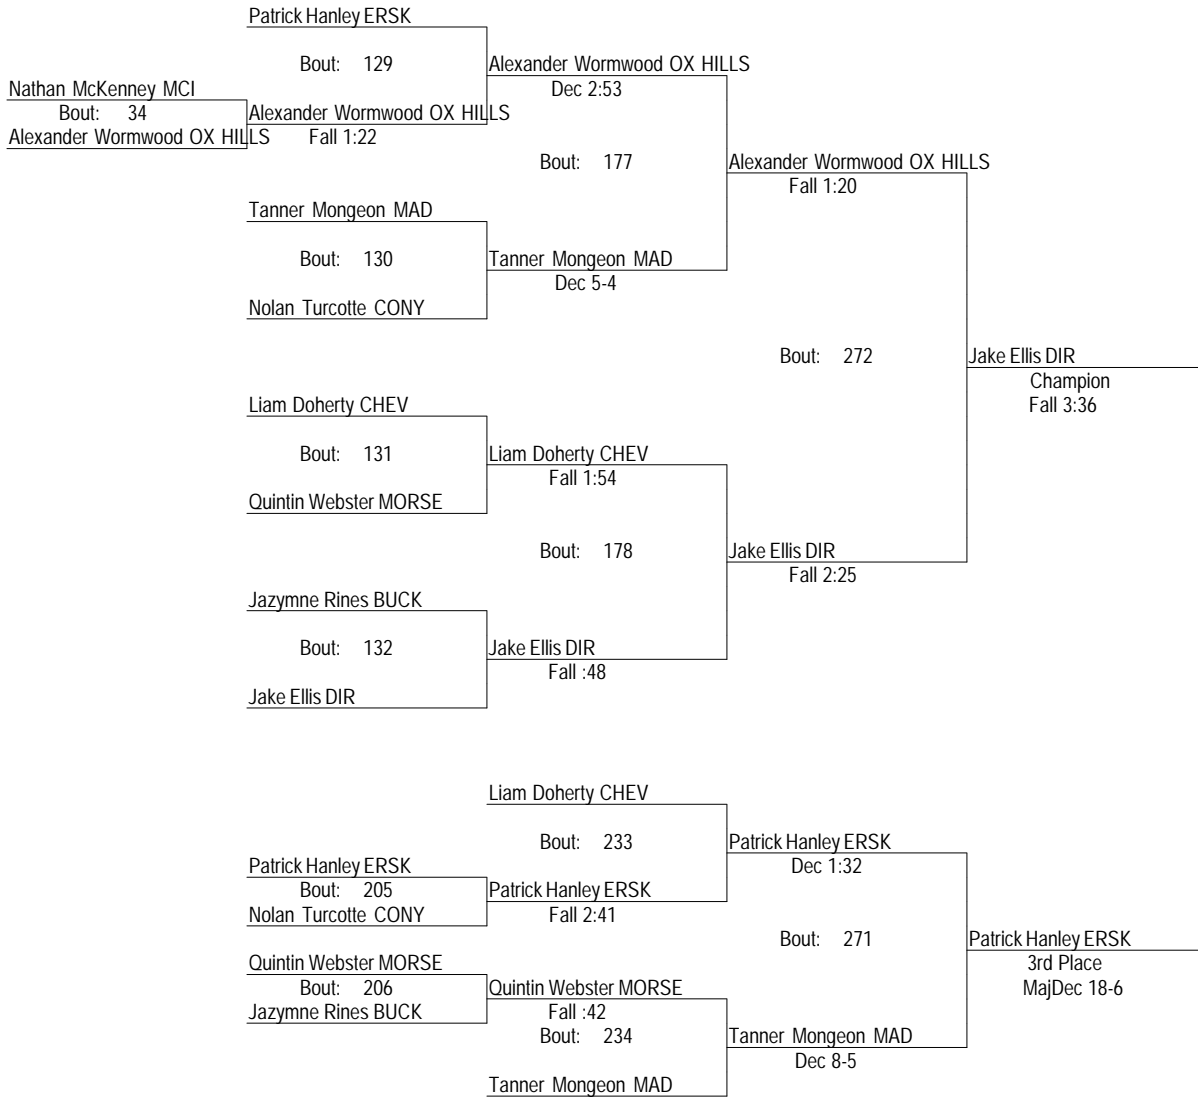 Patrick Hanley ERSK
Bout: 129
Alexander Wormwood OX HILLS
Dec 2:53
Nathan McKenney MCI
Bout: 34
Alexander Wormwood OX HILLS
Alexander Wormwood OX HILLS
Fall 1:22
Bout: 177
Alexander Wormwood OX HILLS
Fall 1:20
Tanner Mongeon MAD
Bout: 130
Tanner Mongeon MAD
Dec 5-4
Nolan Turcotte CONY
Bout: 272
Jake Ellis DIR
Champion
Fall 3:36
Liam Doherty CHEV
Bout: 131
Liam Doherty CHEV
Fall 1:54
Quintin Webster MORSE
Bout: 178
Jake Ellis DIR
Fall 2:25
Jazymne Rines BUCK
Bout: 132
Jake Ellis DIR
Fall :48
Jake Ellis DIR
Liam Doherty CHEV
Bout: 233
Patrick Hanley ERSK
Dec 1:32
Patrick Hanley ERSK
Bout: 205
Nolan Turcotte CONY
Patrick Hanley ERSK
Fall 2:41
Bout: 271
Patrick Hanley ERSK
3rd Place
MajDec 18-6
Quintin Webster MORSE
Bout: 206
Jazymne Rines BUCK
Quintin Webster MORSE
Fall :42
Bout: 234
Tanner Mongeon MAD
Dec 8-5
Tanner Mongeon MAD